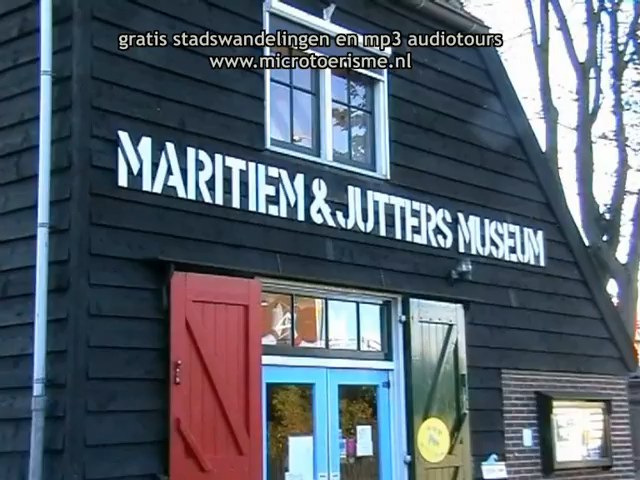 gratis stadswandelingen en mp3 audiotours
www.microtoerisme.nl
MARITIEM & JUTTERS MUSEUM